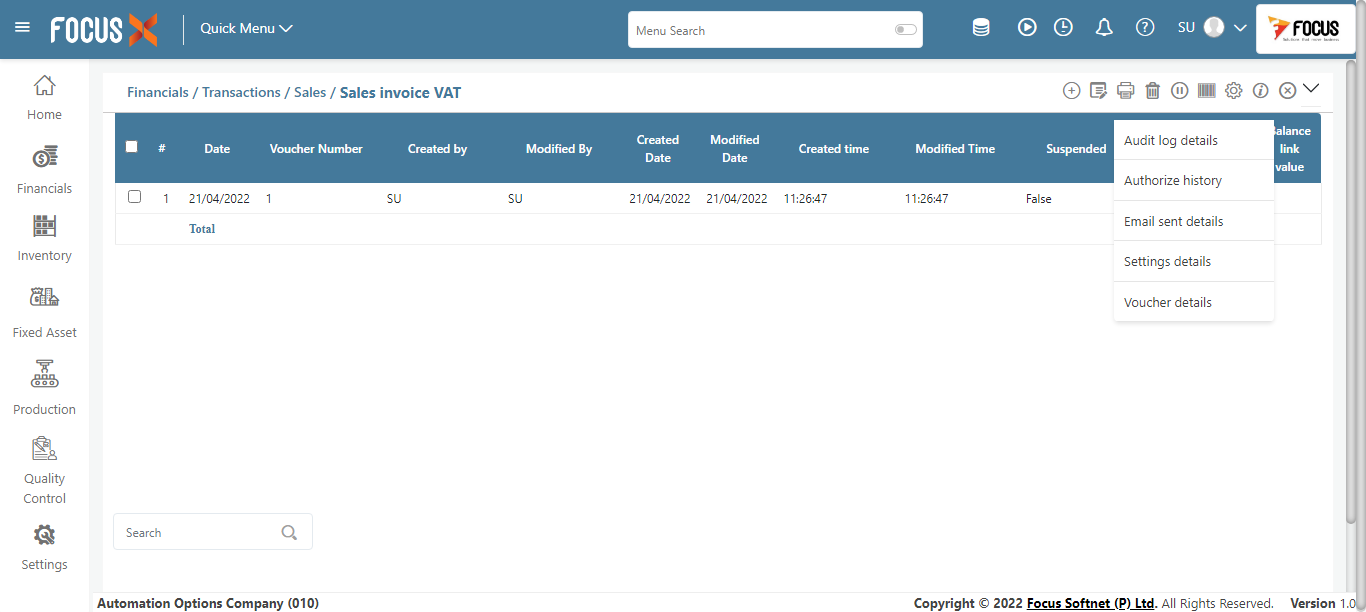 FOCUS X
Quick Menu
Menu Search
SU
FOCUS
Home
Financials
Inventory
Fixed Asset
Production
Quality
Control
Settings
Financials / Transactions / Sales / Sales invoice VAT
# Date Voucher Number Created by Modified By Created Date Modified Date Created time Modified Time Suspended Balance link value
1 21/04/2022 1 SU SU 21/04/2022 21/04/2022 11:26:47 11:26:47 False
Total
Audit log details
Authorize history
Email sent details
Settings details
Voucher details
Search
Automation Options Company (010)
Copyright © 2022 Focus Softnet (P) Ltd. All Rights Reserved. Version 1.0